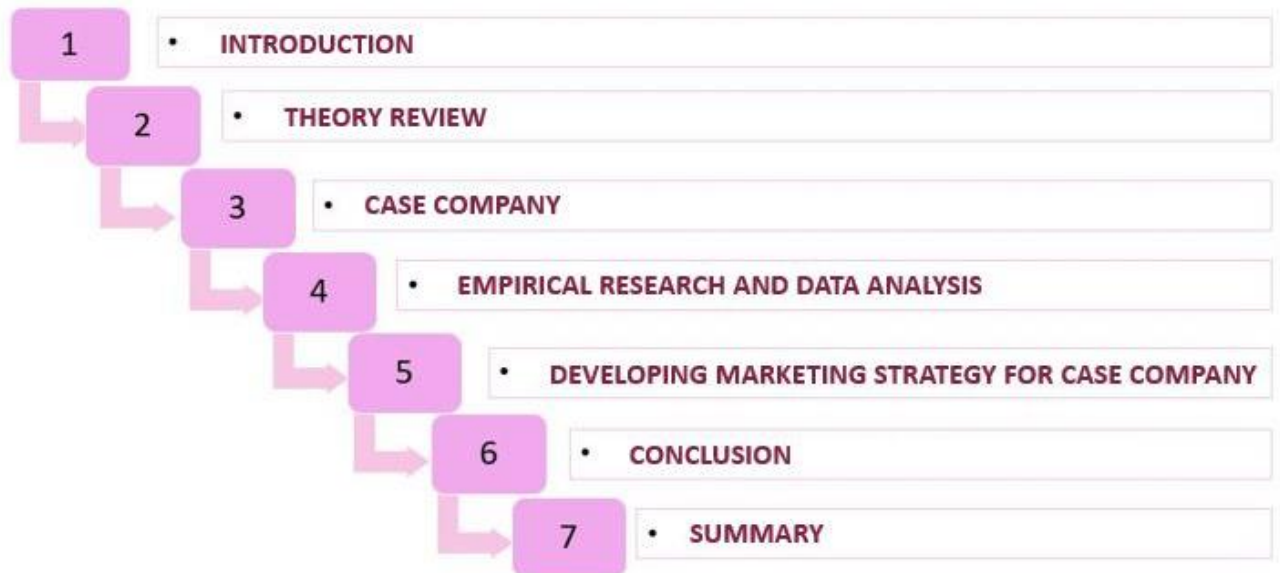 1 • INTRODUCTION
2 • THEORY REVIEW
3 • CASE COMPANY
4 • EMPIRICAL RESEARCH AND DATA ANALYSIS
5 • DEVELOPING MARKETING STRATEGY FOR CASE COMPANY
6 • CONCLUSION
7 • SUMMARY